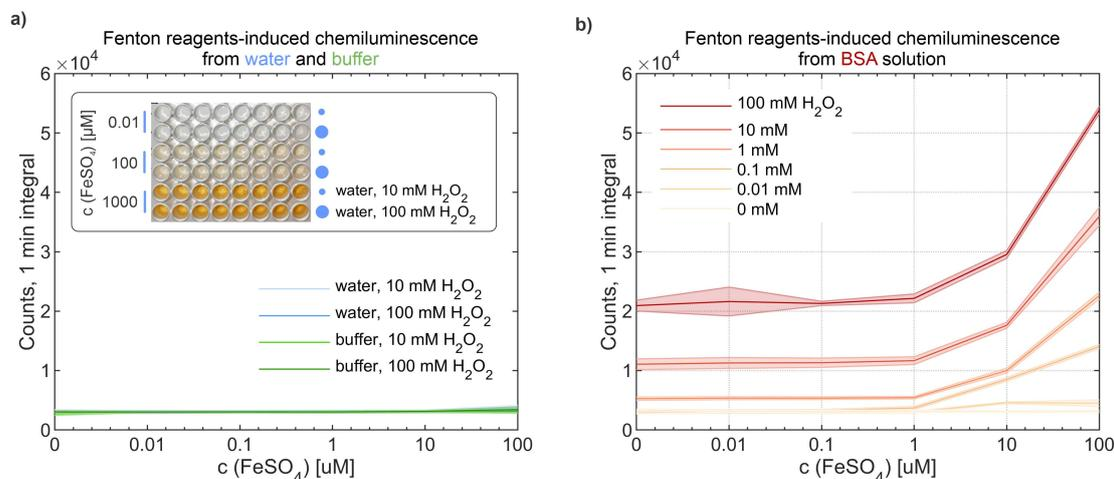 a)
Fenton reagents-induced chemiluminescence
from water and buffer
×10⁴
6
5
4
3
2
1
0
Counts, 1 min integral
c (FeSO₄) [µM]
0.01
100
1000
water, 10 mM H₂O₂
water, 100 mM H₂O₂
water, 10 mM H₂O₂
water, 100 mM H₂O₂
buffer, 10 mM H₂O₂
buffer, 100 mM H₂O₂
0 0.01 0.1 1 10 100
c (FeSO₄) [uM]
b)
Fenton reagents-induced chemiluminescence
from BSA solution
×10⁴
6
5
4
3
2
1
0
Counts, 1 min integral
100 mM H₂O₂
10 mM
1 mM
0.1 mM
0.01 mM
0 mM
0 0.01 0.1 1 10 100
c (FeSO₄) [uM]